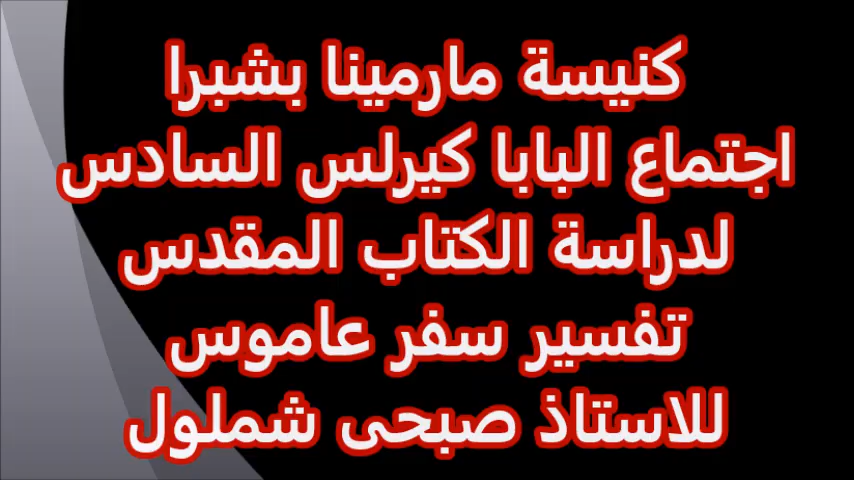 كنيسة مارمينا بشبرا
اجتماع البابا كيرلس السادس
لدراسة الكتاب المقدس
تفسير سفر عاموس
للاستاذ صبحى شملول